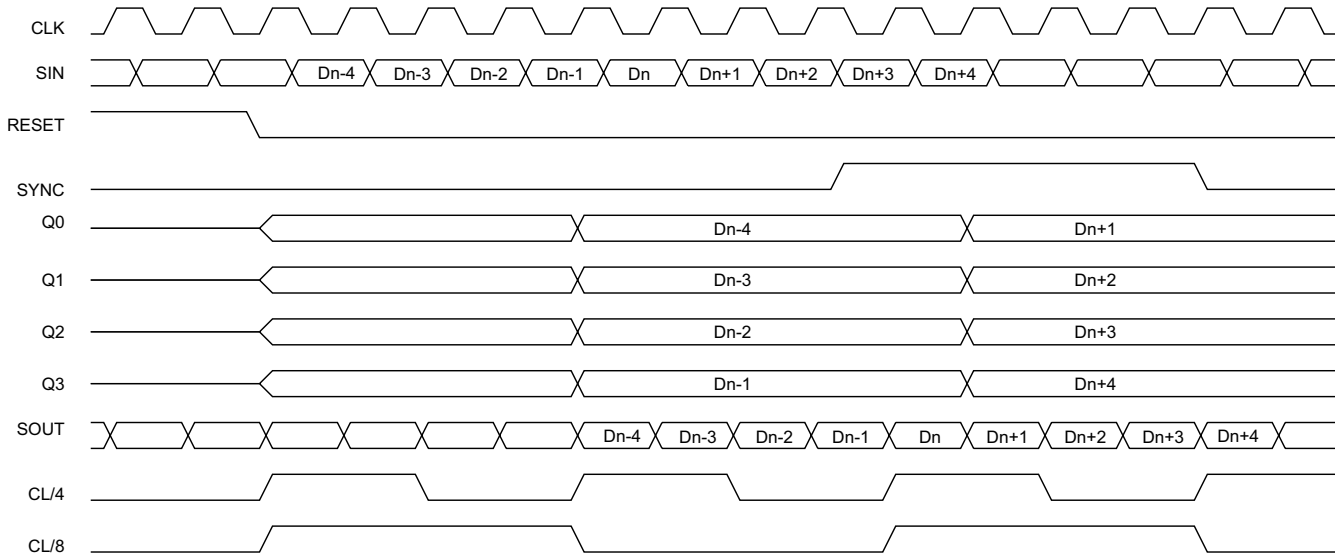 CLK
SIN Dn-4 Dn-3 Dn-2 Dn-1 Dn Dn+1 Dn+2 Dn+3 Dn+4
RESET
SYNC
Q0 Dn-4 Dn+1
Q1 Dn-3 Dn+2
Q2 Dn-2 Dn+3
Q3 Dn-1 Dn+4
SOUT Dn-4 Dn-3 Dn-2 Dn-1 Dn Dn+1 Dn+2 Dn+3 Dn+4
CL/4
CL/8